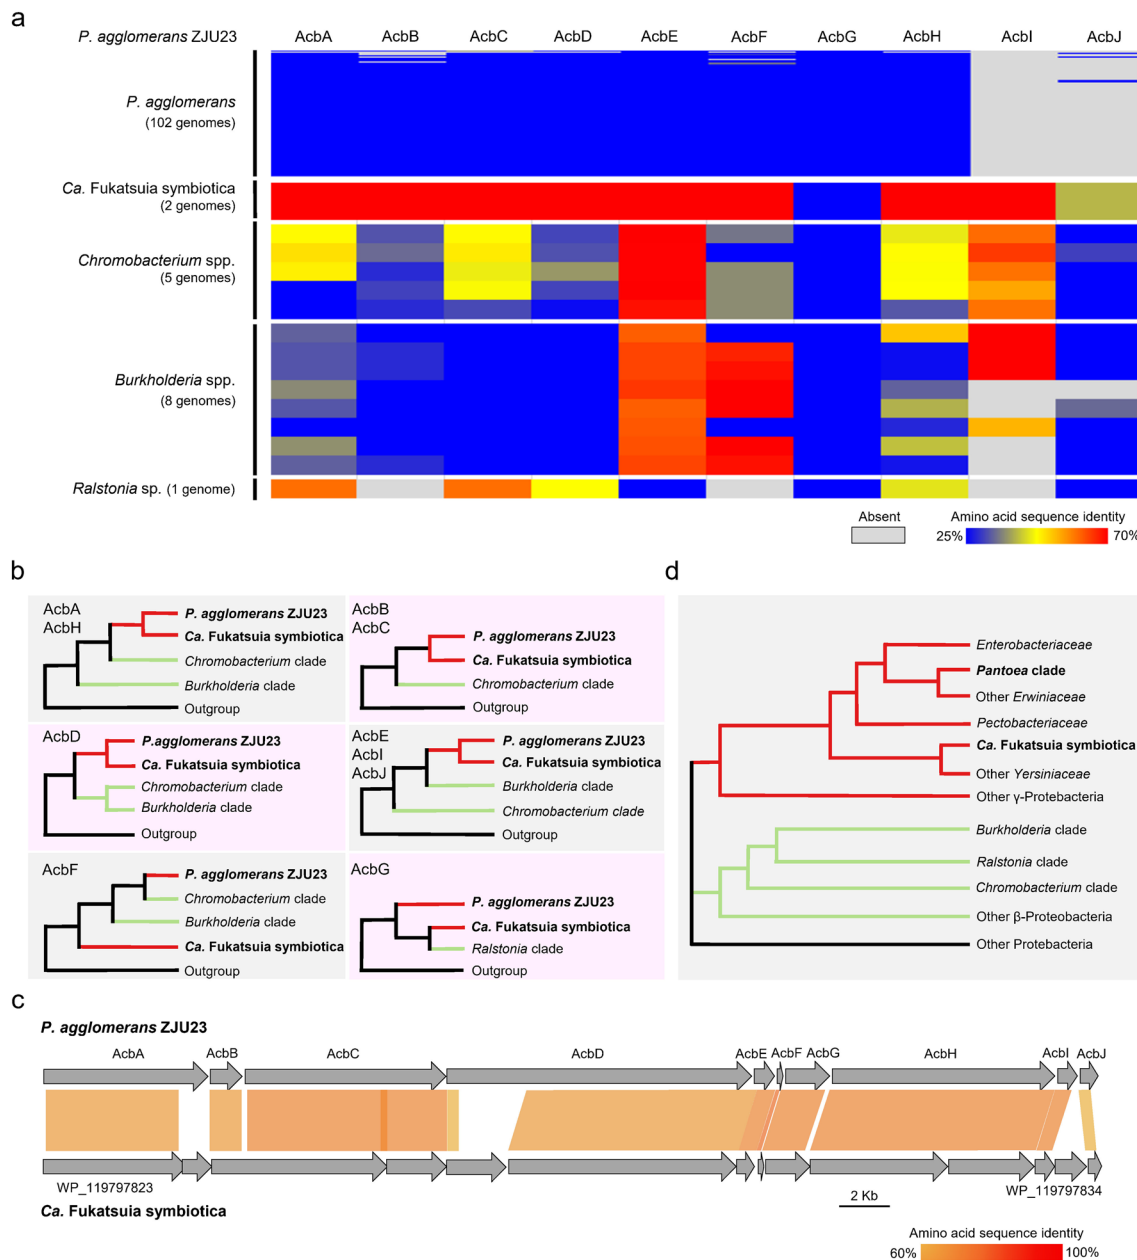 a
P. agglomerans ZJU23 AcbA AcbB AcbC AcbD AcbE AcbF AcbG AcbH AcbI AcbJ
P. agglomerans
(102 genomes)
Ca. Fukatsuia symbiotica
(2 genomes)
Chromobacterium spp.
(5 genomes)
Burkholderia spp.
(8 genomes)
Ralstonia sp. (1 genome)
Absent
Amino acid sequence identity
25% 70%
b
AcbA
AcbH
P. agglomerans ZJU23
Ca. Fukatsuia symbiotica
Chromobacterium clade
Burkholderia clade
Outgroup
AcbB
AcbC
P. agglomerans ZJU23
Ca. Fukatsuia symbiotica
Chromobacterium clade
Outgroup
AcbD
P.agglomerans ZJU23
Ca. Fukatsuia symbiotica
Chromobacterium clade
Burkholderia clade
Outgroup
AcbE
AcbI
AcbJ
P. agglomerans ZJU23
Ca. Fukatsuia symbiotica
Burkholderia clade
Chromobacterium clade
Outgroup
AcbF
P. agglomerans ZJU23
Chromobacterium clade
Burkholderia clade
Ca. Fukatsuia symbiotica
Outgroup
AcbG
P. agglomerans ZJU23
Ca. Fukatsuia symbiotica
Ralstonia clade
Outgroup
d
Enterobacteriaceae
Pantoea clade
Other Erwiniaceae
Pectobacteriaceae
Ca. Fukatsuia symbiotica
Other Yersiniaceae
Other γ-Protebacteria
Burkholderia clade
Ralstonia clade
Chromobacterium clade
Other β-Proteobacteria
Other Protebacteria
c
P. agglomerans ZJU23
AcbA AcbB AcbC AcbD AcbE AcbF AcbG AcbH AcbI AcbJ
WP_119797823 WP_119797834
Ca. Fukatsuia symbiotica
2 Kb
Amino acid sequence identity
60% 100%